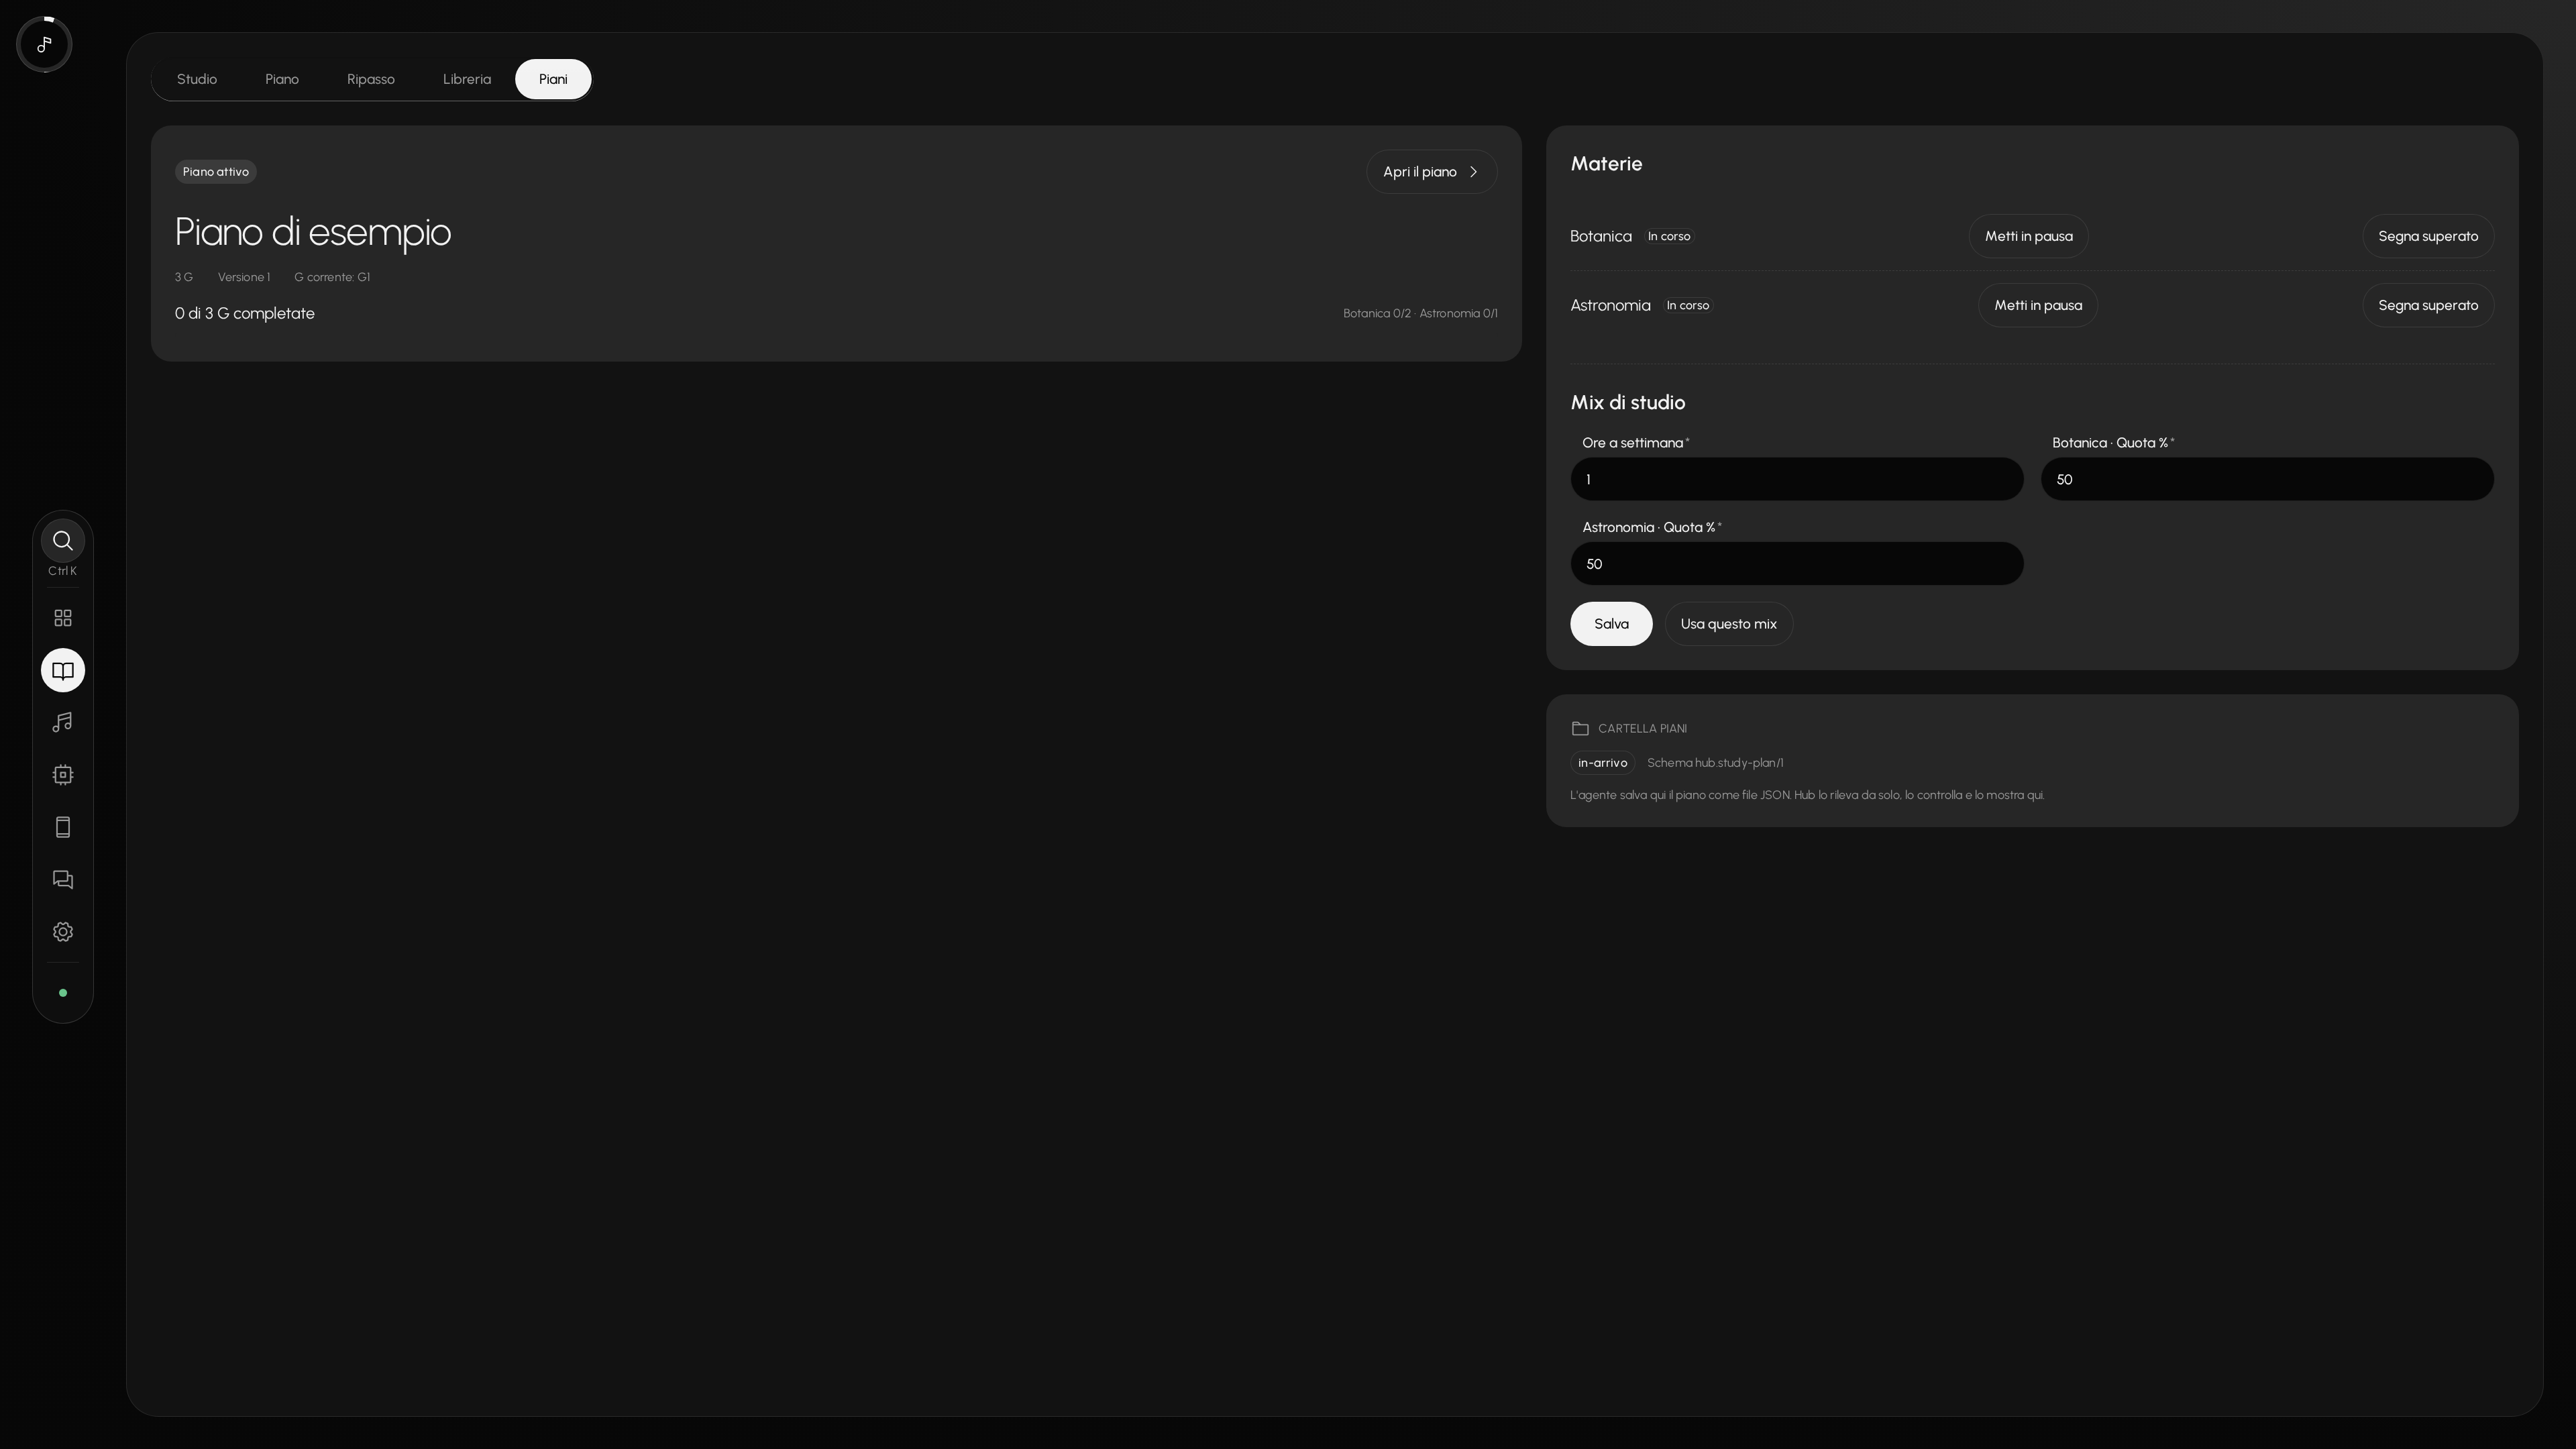 Studio Piano Ripasso Libreria Piani
Piano attivo
Apri il piano
Piano di esempio
3 G Versione 1 G corrente: G1
0 di 3 G completate
Botanica 0/2 · Astronomia 0/1
Materie
Botanica In corso Metti in pausa Segna superato
Astronomia In corso Metti in pausa Segna superato
Mix di studio
Ore a settimana* Botanica · Quota %*
1 50
Astronomia · Quota %*
50
Salva Usa questo mix
CARTELLA PIANI
in-arrivo Schema hub.study-plan/1
L'agente salva qui il piano come file JSON. Hub lo rileva da solo, lo controlla e lo mostra qui.
Ctrl K